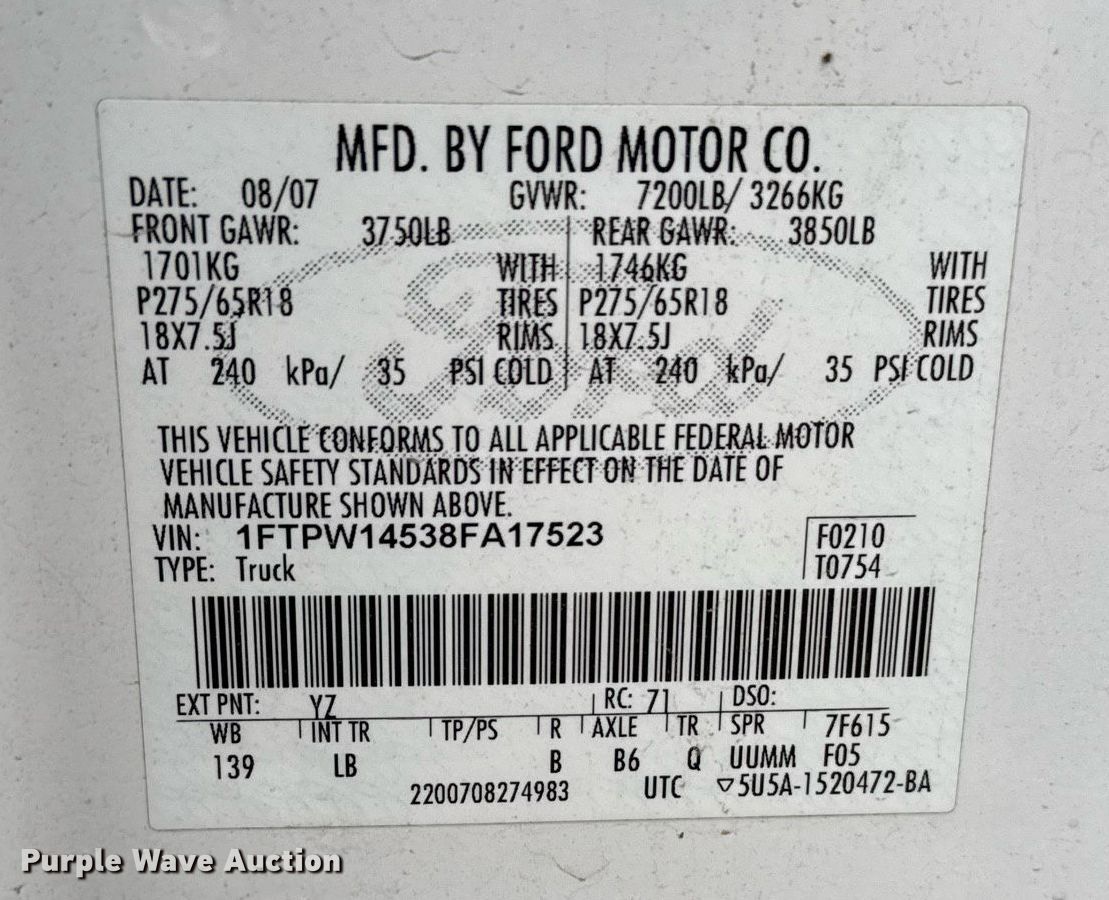 MFD. BY FORD MOTOR CO.
DATE: 08/07 GVWR: 7200LB/ 3266KG
FRONT GAWR: 3750LB REAR GAWR: 3850LB
1701KG WITH 1746KG WITH
P275/65R18 TIRES P275/65R18 TIRES
18X7.5J RIMS 18X7.5J RIMS
AT 240 kPa/ 35 PSI COLD AT 240 kPa/ 35 PSI COLD
Ford
THIS VEHICLE CONFORMS TO ALL APPLICABLE FEDERAL MOTOR
VEHICLE SAFETY STANDARDS IN EFFECT ON THE DATE OF
MANUFACTURE SHOWN ABOVE.
VIN: 1FTPW14538FA17523 F0210
TYPE: Truck T0754
EXT PNT: YZ RC: 71 DSO:
WB INT TR TP/PS R AXLE TR SPR 7F615
139 LB B B6 Q UUMM F05
2200708274983 UTC ▽5U5A-1520472-BA
Purple Wave Auction